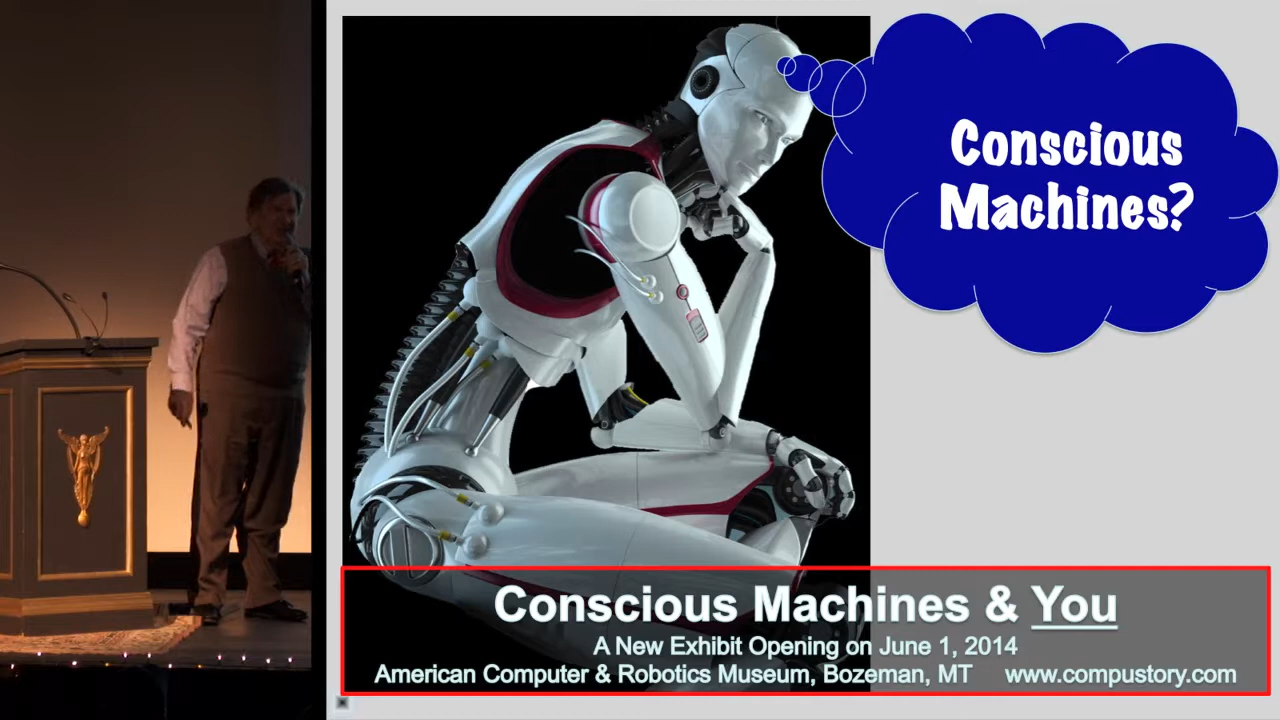 Conscious
Machines?
Conscious Machines & You
A New Exhibit Opening on June 1, 2014
American Computer & Robotics Museum, Bozeman, MT www.compustory.com